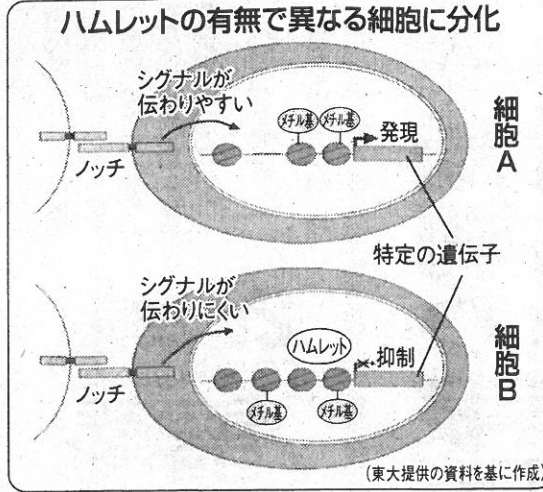 ハムレットの有無で異なる細胞に分化
シグナルが
伝わりやすい
メチル基
メチル基
発現
細胞A
ノッチ
特定の遺伝子
シグナルが
伝わりにくい
ハムレット
抑制
細胞B
ノッチ
メチル基
メチル基
(東大提供の資料を基に作成)